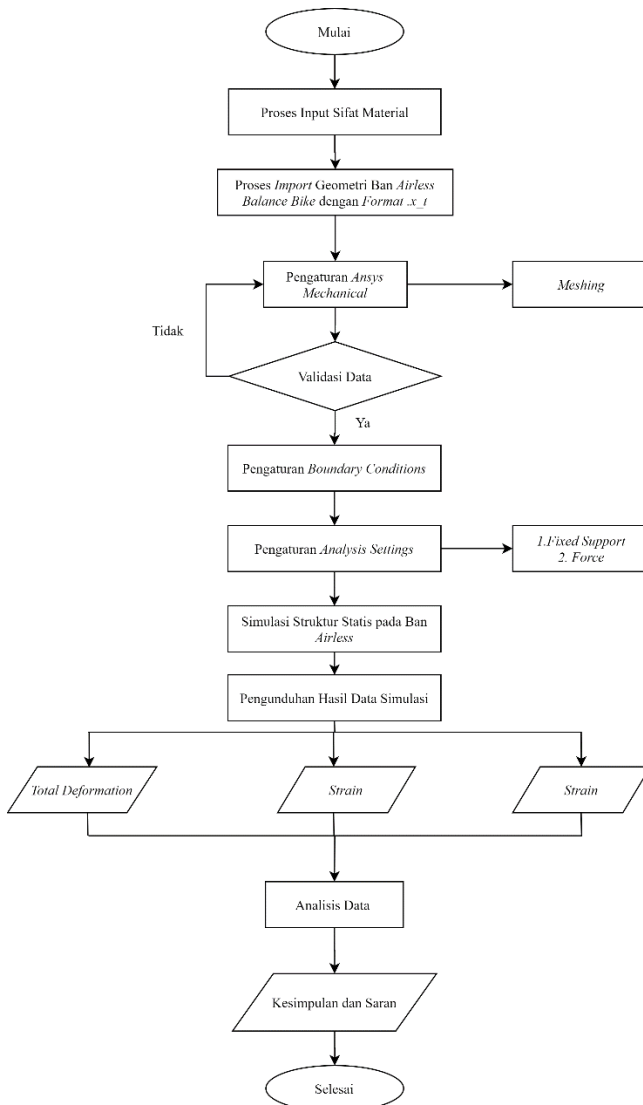 Mulai
Proses Input Sifat Material
Proses Import Geometri Ban Airless
Balance Bike dengan Format .x_t
Pengaturan Ansys
Mechanical
Meshing
Tidak
Validasi Data
Ya
Pengaturan Boundary Conditions
Pengaturan Analysis Settings
1.Fixed Support
2. Force
Simulasi Struktur Statis pada Ban
Airless
Pengunduhan Hasil Data Simulasi
Total Deformation
Strain
Strain
Analisis Data
Kesimpulan dan Saran
Selesai